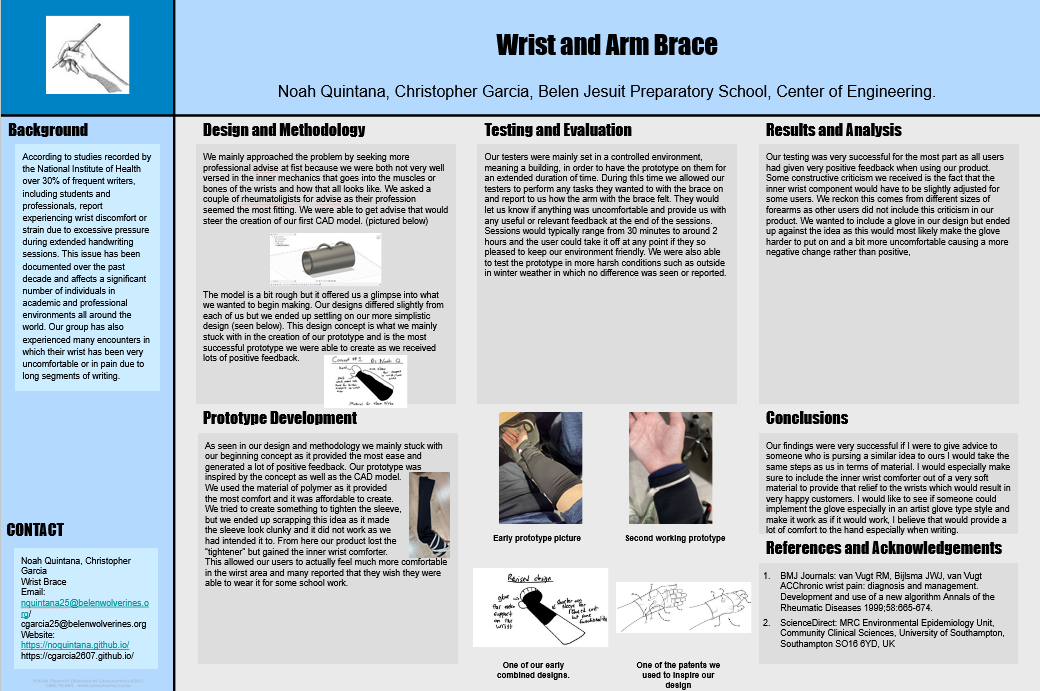 Wrist and Arm Brace
Noah Quintana, Christopher Garcia, Belen Jesuit Preparatory School, Center of Engineering.
Background
According to studies recorded by
the National Institute of Health
over 30% of frequent writers,
including students and
professionals, report
experiencing wrist discomfort or
strain due to excessive pressure
during extended handwriting
sessions. This issue has been
documented over the past
decade and affects a significant
number of individuals in
academic and professional
environments all around the
world. Our group has also
experienced many encounters in
which their wrist has been very
uncomfortable or in pain due to
long segments of writing.
CONTACT
Noah Quintana, Christopher
Garcia
Wrist Brace
Email:
nquintana25@belenwolverines.o
rg/
cgarcia25@belenwolverines.org
Website:
https://noquintana.github.io/
https://cgarcia2607.github.io/
Design and Methodology
We mainly approached the problem by seeking more
professional advise at fist because we were both not very well
versed in the inner mechanics that goes into the muscles or
bones of the wrists and how that all looks like. We asked a
couple of rheumatologists for advise as their profession
seemed the most fitting. We were able to get advise that would
steer the creation of our first CAD model. (pictured below)
The model is a bit rough but it offered us a glimpse into what
we wanted to begin making. Our designs differed slightly from
each of us but we ended up settling on our more simplistic
design (seen below). This design concept is what we mainly
stuck with in the creation of our prototype and is the most
successful prototype we were able to create as we received
lots of positive feedback.
Concept #1 By Noah Q
Prototype Development
As seen in our design and methodology we mainly stuck with
our beginning concept as it provided the most ease and
generated a lot of positive feedback. Our prototype was
inspired by the concept as well as the CAD model.
We used the material of polymer as it provided
the most comfort and it was affordable to create.
We tried to create something to tighten the sleeve,
but we ended up scrapping this idea as it made
the sleeve look clunky and it did not work as we
had intended it to. From here our product lost the
"tightener" but gained the inner wrist comforter.
This allowed our users to actually feel much more comfortable
in the wrist area and many reported that they wish they were
able to wear it for some school work.
Testing and Evaluation
Our testers were mainly set in a controlled environment,
meaning a building, in order to have the prototype on them for
an extended duration of time. During this time we allowed our
testers to perform any tasks they wanted to with the brace on
and report to us how the arm with the brace felt. They would
let us know if anything was uncomfortable and provide us with
any useful or relevant feedback at the end of the sessions.
Sessions would typically range from 30 minutes to around 2
hours and the user could take it off at any point if they so
pleased to keep our environment friendly. We were also able
to test the prototype in more harsh conditions such as outside
in winter weather in which no difference was seen or reported.
Early prototype picture
Second working prototype
Revised design
glove
for extra
support
on the
wrist
One of our early
combined designs.
One of the patents we
used to inspire our
design
Results and Analysis
Our testing was very successful for the most part as all users
had given very positive feedback when using our product.
Some constructive criticism we received is the fact that the
inner wrist component would have to be slightly adjusted for
some users. We reckon this comes from different sizes of
forearms as other users did not include this criticism in our
product. We wanted to include a glove in our design but ended
up against the idea as this would most likely make the glove
harder to put on and a bit more uncomfortable causing a more
negative change rather than positive,
Conclusions
Our findings were very successful if I were to give advice to
someone who is pursing a similar idea to ours I would take the
same steps as us in terms of material. I would especially make
sure to include the inner wrist comforter out of a very soft
material to provide that relief to the wrists which would result in
very happy customers. I would like to see if someone could
implement the glove especially in an artist glove type style and
make it work as if it would work, I believe that would provide a
lot of comfort to the hand especially when writing.
References and Acknowledgements
1. BMJ Journals: van Vugt RM, Bijlsma JWJ, van Vugt
ACChronic wrist pain: diagnosis and management.
Development and use of a new algorithm Annals of the
Rheumatic Diseases 1999;58:665-674.
2. ScienceDirect: MRC Environmental Epidemiology Unit,
Community Clinical Sciences, University of Southampton,
Southampton SO16 6YD, UK